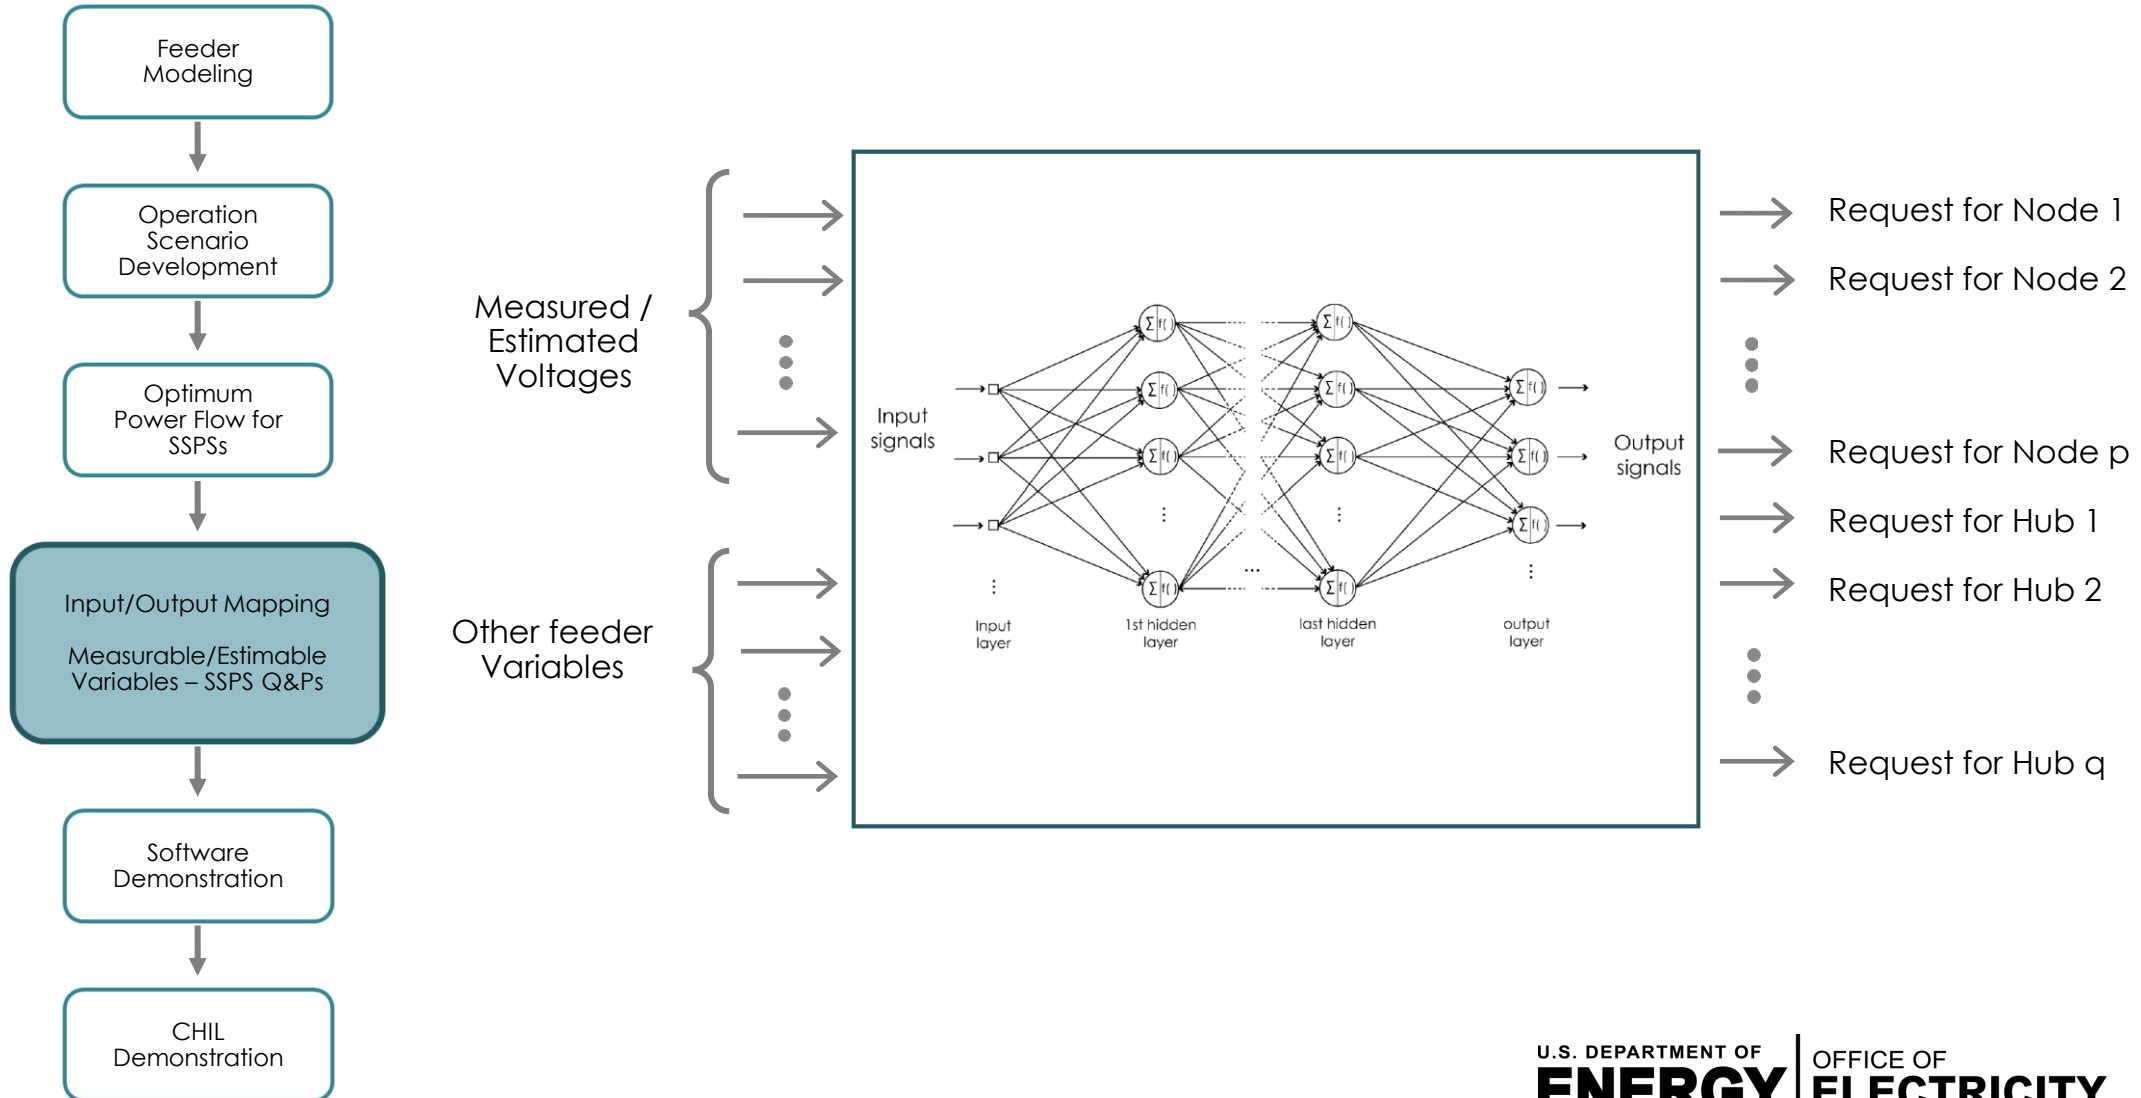 Feeder
Modeling
Operation
Scenario
Development
Optimum
Power Flow for
SSPSs
Input/Output Mapping
Measurable/Estimable
Variables – SSPS Q&Ps
Software
Demonstration
CHIL
Demonstration
Measured /
Estimated
Voltages
Other feeder
Variables
Input
signals
Σ f( )
Σ f( )
Σ f( )
Σ f( )
Σ f( )
Σ f( )
Σ f( )
Σ f( )
Σ f( )
Σ f( )
Σ f( )
...
Input
layer
1st hidden
layer
last hidden
layer
output
layer
Output
signals
Request for Node 1
Request for Node 2
Request for Node p
Request for Hub 1
Request for Hub 2
Request for Hub q
U.S. DEPARTMENT OF
ENERGY
OFFICE OF
ELECTRICITY